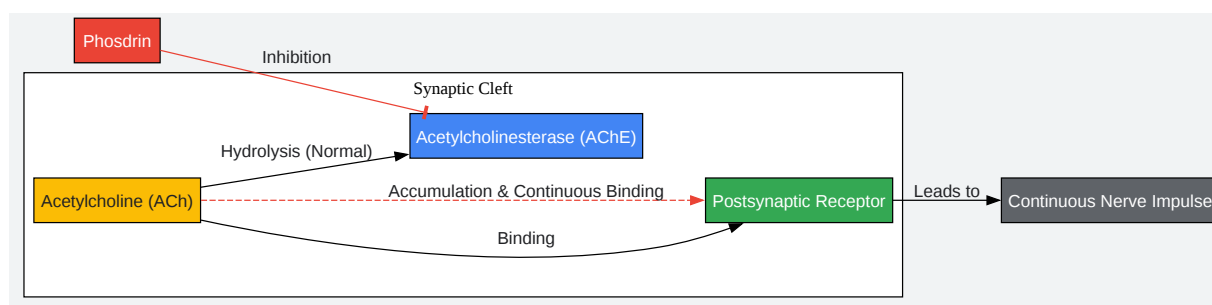 Phosdrin
Inhibition
Synaptic Cleft
Acetylcholinesterase (AChE)
Hydrolysis (Normal)
Acetylcholine (ACh)
Accumulation & Continuous Binding
Postsynaptic Receptor
Leads to
Continuous Nerve Impulse
Binding